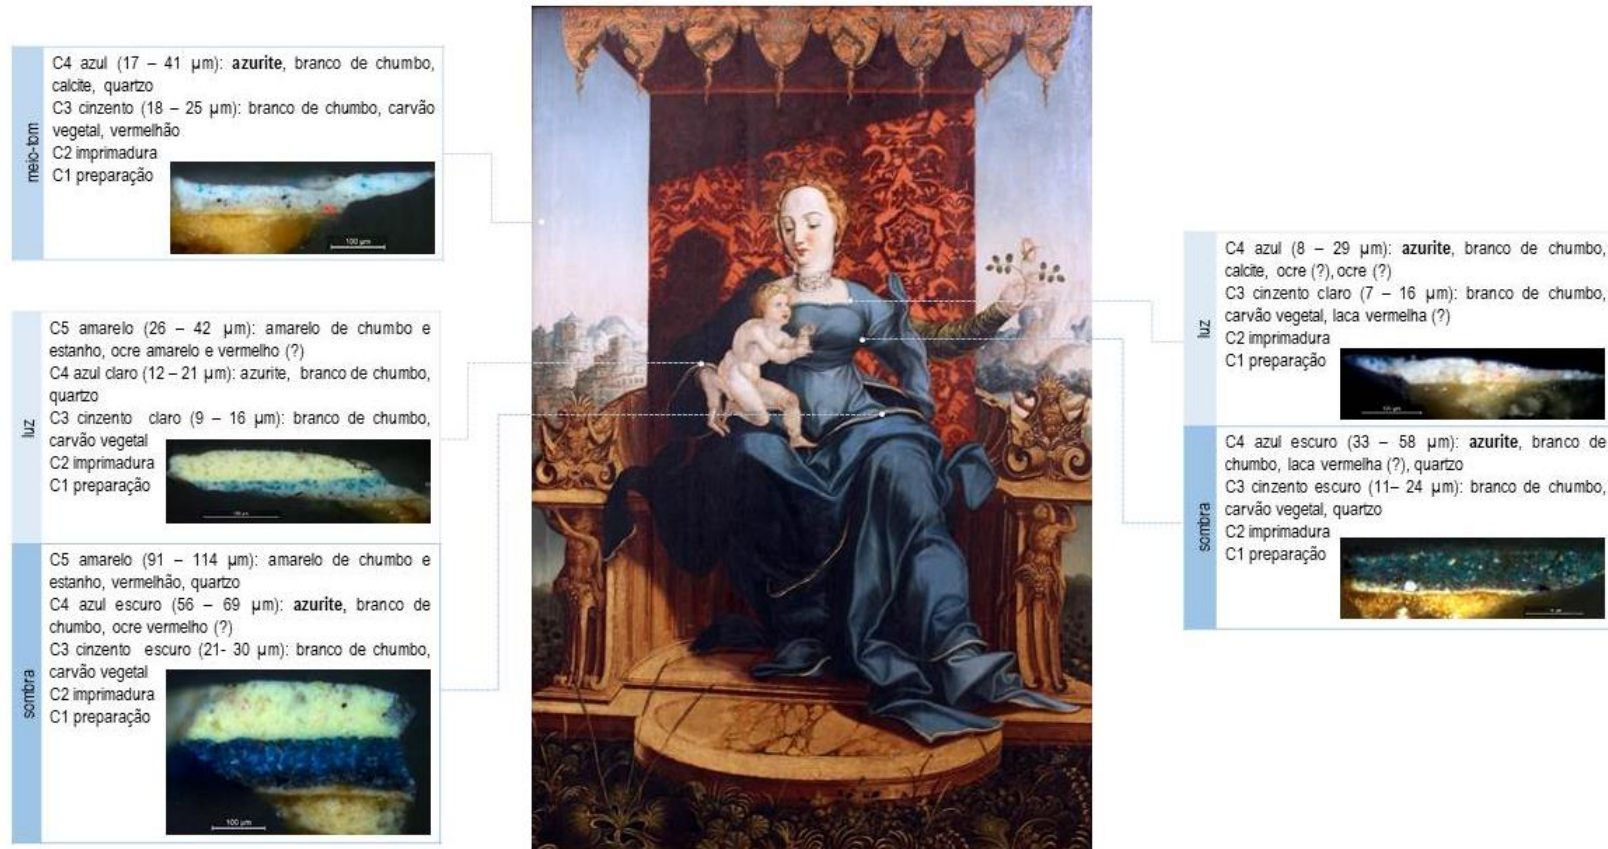 meio-tom
C4 azul (17 – 41 µm): azurite, branco de chumbo,
calcite, quartzo
C3 cinzento (18 – 25 µm): branco de chumbo, carvão
vegetal, vermelhão
C2 imprimadura
C1 preparação
100 µm
luz
C5 amarelo (26 – 42 µm): amarelo de chumbo e
estanho, ocre amarelo e vermelho (?)
C4 azul claro (12 – 21 µm): azurite, branco de chumbo,
quartzo
C3 cinzento claro (9 – 16 µm): branco de chumbo,
carvão vegetal
C2 imprimadura
C1 preparação
sombra
C5 amarelo (91 – 114 µm): amarelo de chumbo e
estanho, vermelhão, quartzo
C4 azul escuro (56 – 69 µm): azurite, branco de
chumbo, ocre vermelho (?)
C3 cinzento escuro (21- 30 µm): branco de chumbo,
carvão vegetal
C2 imprimadura
C1 preparação
100 µm
luz
C4 azul (8 – 29 µm): azurite, branco de chumbo,
calcite, ocre (?), ocre (?)
C3 cinzento claro (7 – 16 µm): branco de chumbo,
carvão vegetal, laca vermelha (?)
C2 imprimadura
C1 preparação
sombra
C4 azul escuro (33 – 58 µm): azurite, branco de
chumbo, laca vermelha (?), quartzo
C3 cinzento escuro (11– 24 µm): branco de chumbo,
carvão vegetal, quartzo
C2 imprimadura
C1 preparação